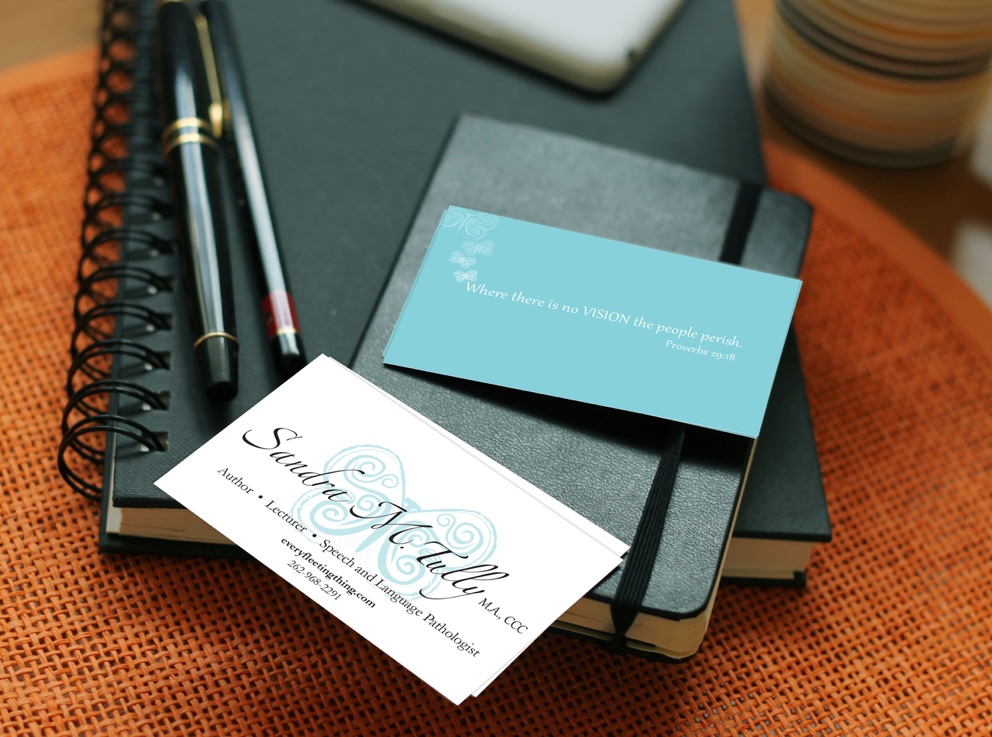 Where there is no VISION the people perish.
Proverbs 29:18
Sandra M. Tully MA, CCC
Author • Lecturer • Speech and Language Pathologist
everyfleetingthing.com
262-968-2291